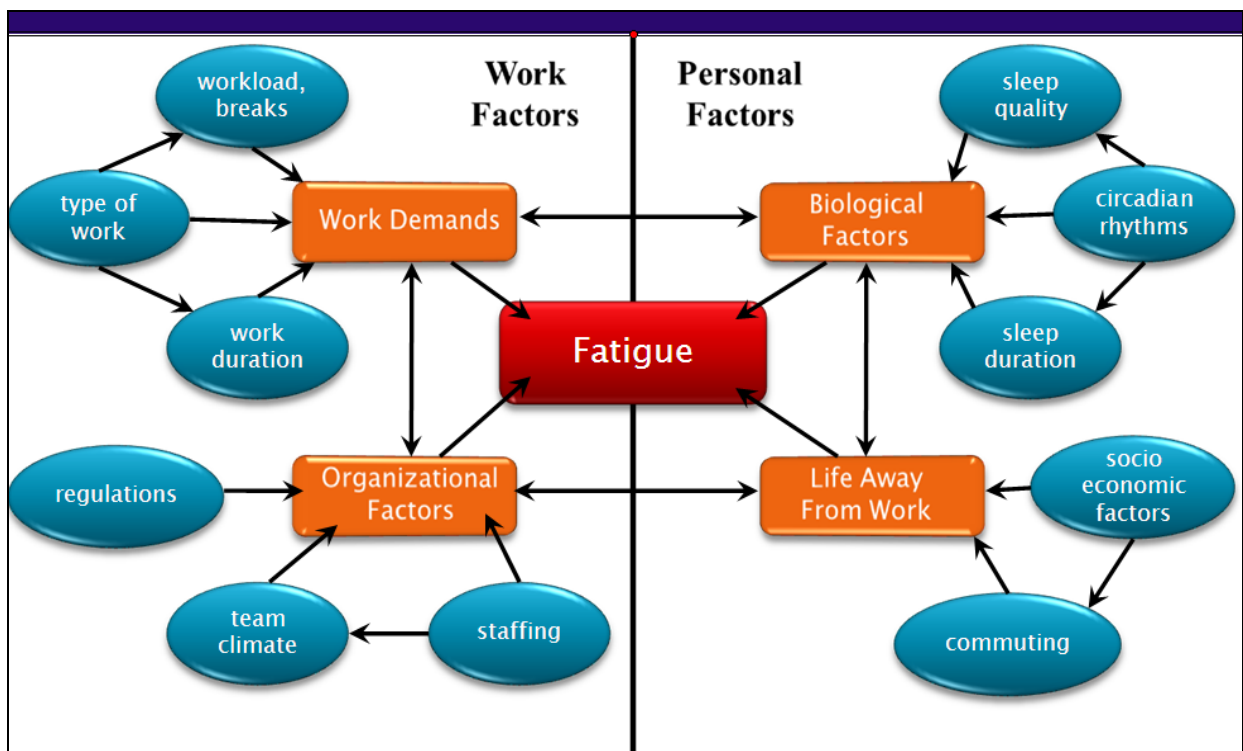 Work
Factors
Personal
Factors
workload,
breaks
type of
work
work
duration
Work Demands
sleep
quality
circadian
rhythms
sleep
duration
Biological
Factors
Fatigue
regulations
Organizational
Factors
team
climate
staffing
Life Away
From Work
socio
economic
factors
commuting